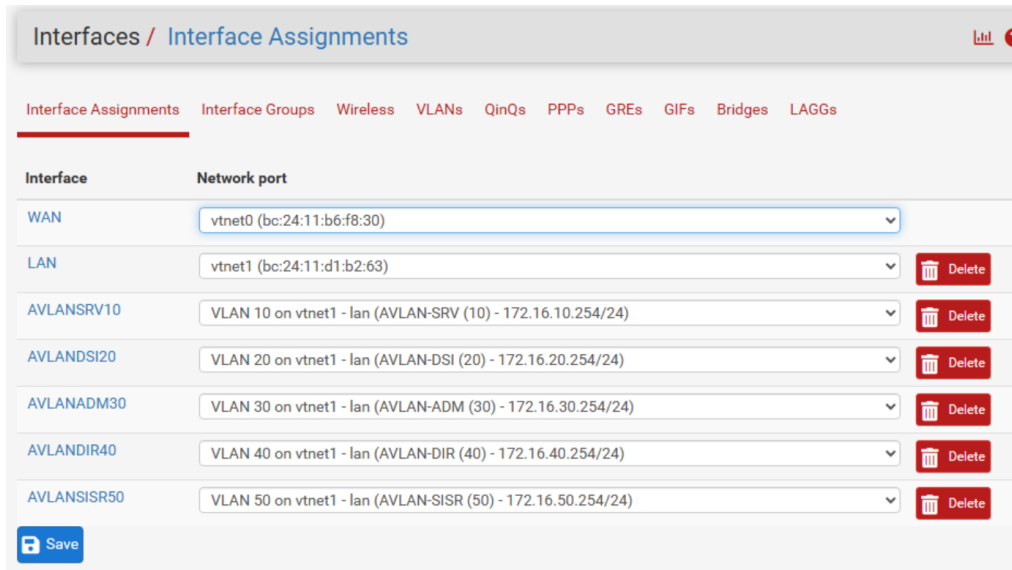 Interfaces / Interface Assignments
Interface Assignments Interface Groups Wireless VLANs QinQs PPPs GREs GIFs Bridges LAGGs
Interface Network port
WAN vtnet0 (bc:24:11:b6:f8:30)
LAN vtnet1 (bc:24:11:d1:b2:63) Delete
AVLANSRV10 VLAN 10 on vtnet1 - lan (AVLAN-SRV (10) - 172.16.10.254/24) Delete
AVLANDSI20 VLAN 20 on vtnet1 - lan (AVLAN-DSI (20) - 172.16.20.254/24) Delete
AVLANADM30 VLAN 30 on vtnet1 - lan (AVLAN-ADM (30) - 172.16.30.254/24) Delete
AVLANDIR40 VLAN 40 on vtnet1 - lan (AVLAN-DIR (40) - 172.16.40.254/24) Delete
AVLANSISR50 VLAN 50 on vtnet1 - lan (AVLAN-SISR (50) - 172.16.50.254/24) Delete
Save